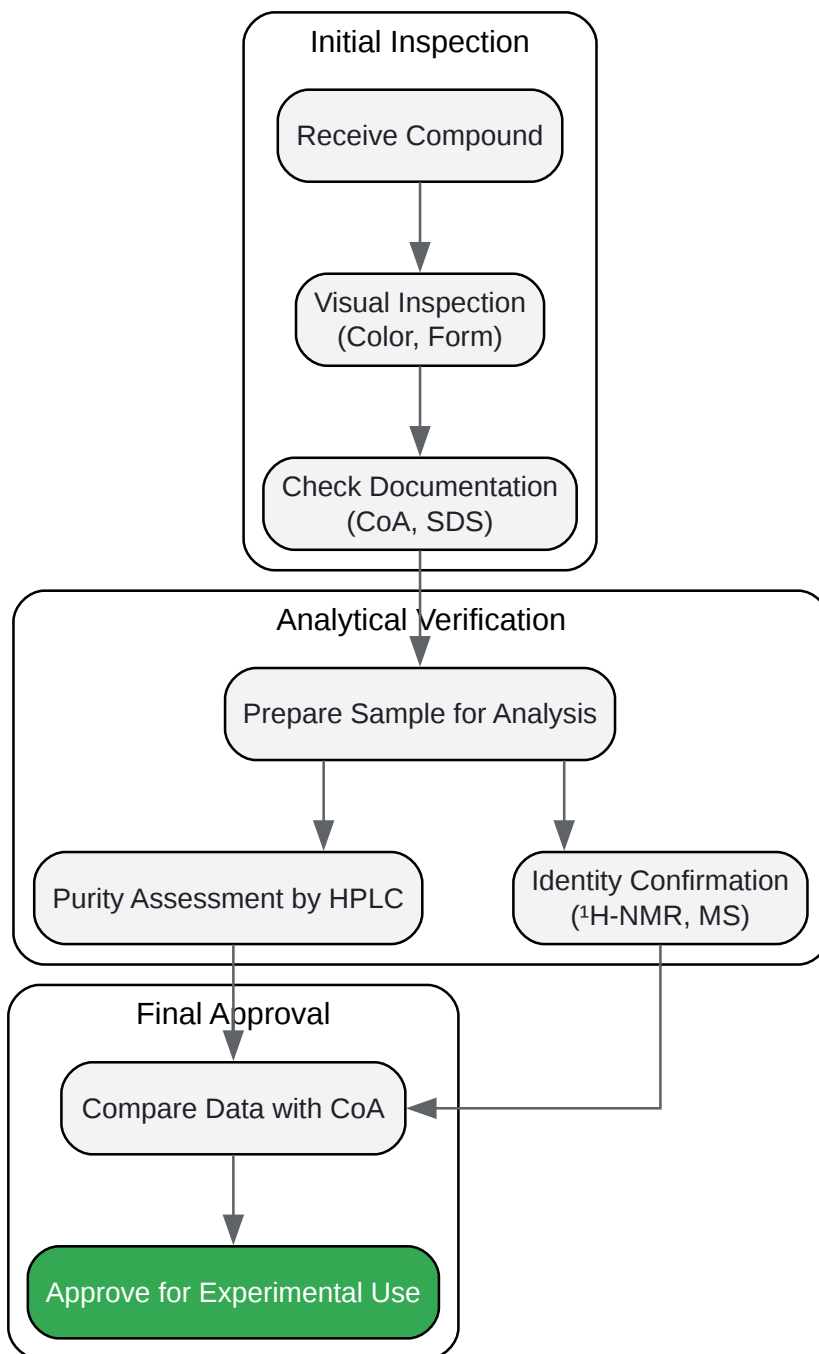 Initial Inspection
Receive Compound
Visual Inspection
(Color, Form)
Check Documentation
(CoA, SDS)
Analytical Verification
Prepare Sample for Analysis
Purity Assessment by HPLC
Identity Confirmation
(¹H-NMR, MS)
Final Approval
Compare Data with CoA
Approve for Experimental Use